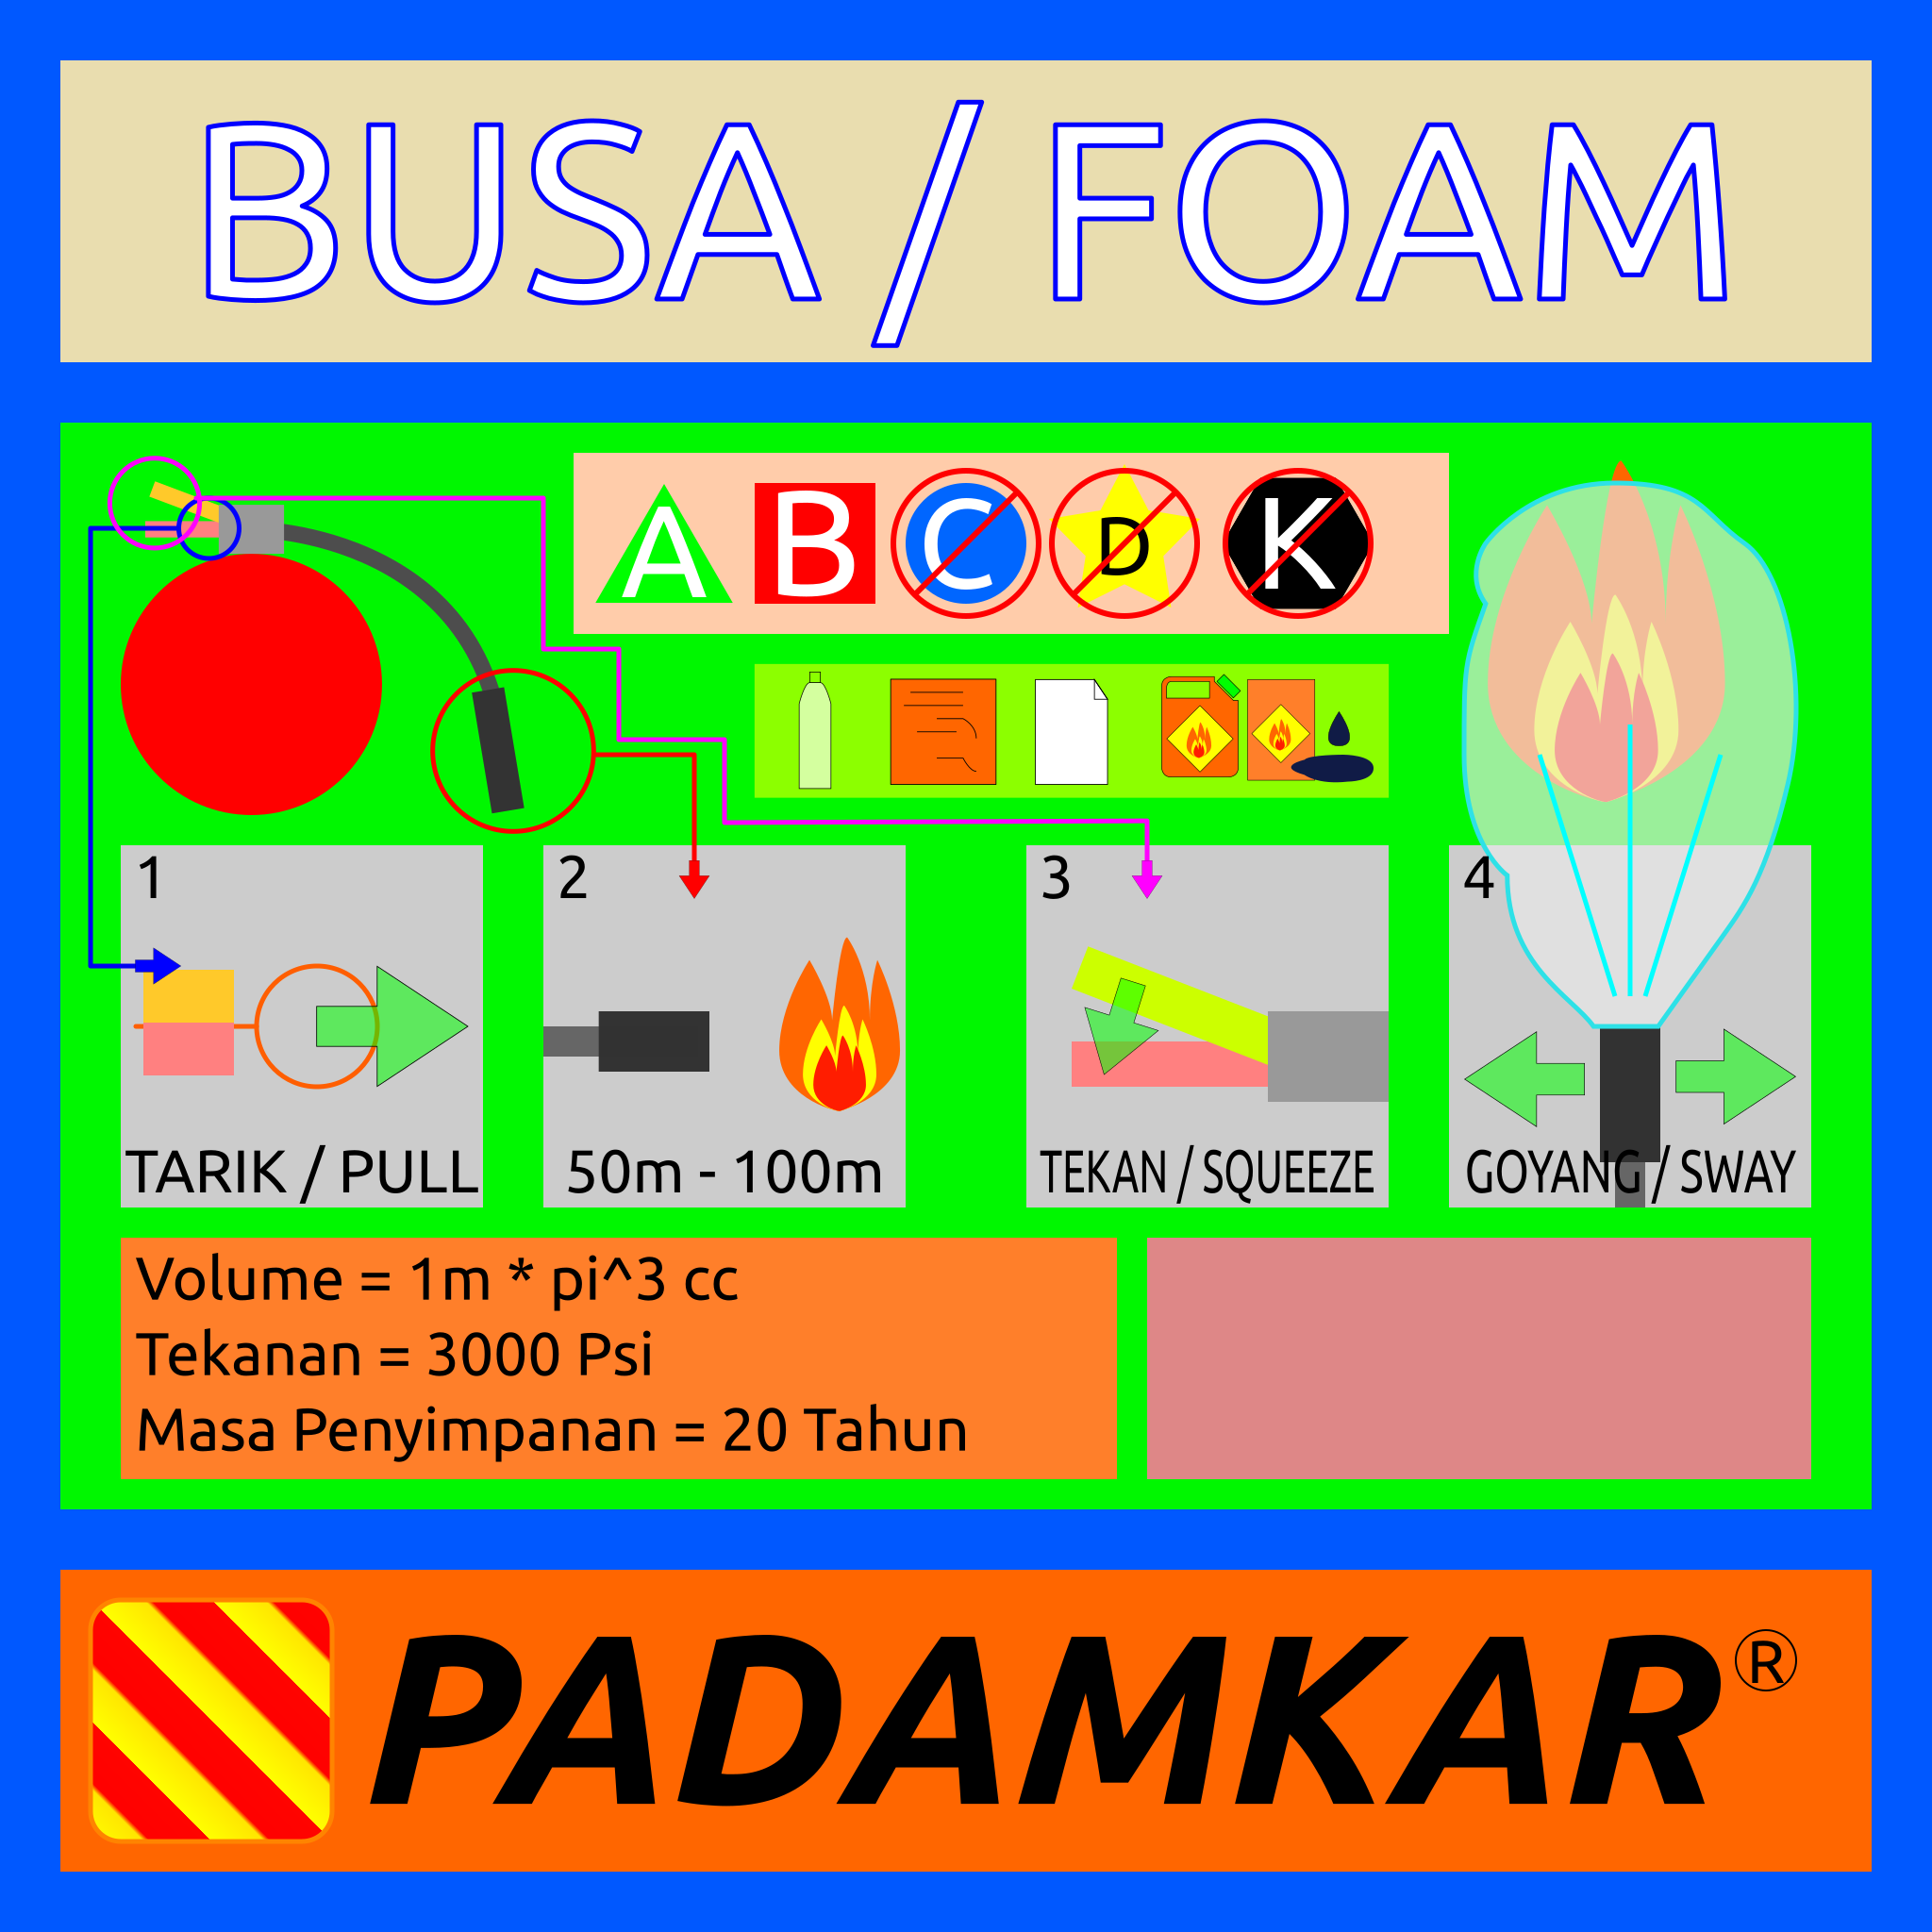 BUSA / FOAM
A B C D K
1
TARIK / PULL
2
50m - 100m
3
TEKAN / SQUEEZE
4
GOYANG / SWAY
Volume = 1m * pi^3 cc
Tekanan = 3000 Psi
Masa Penyimpanan = 20 Tahun
PADAMKAR®